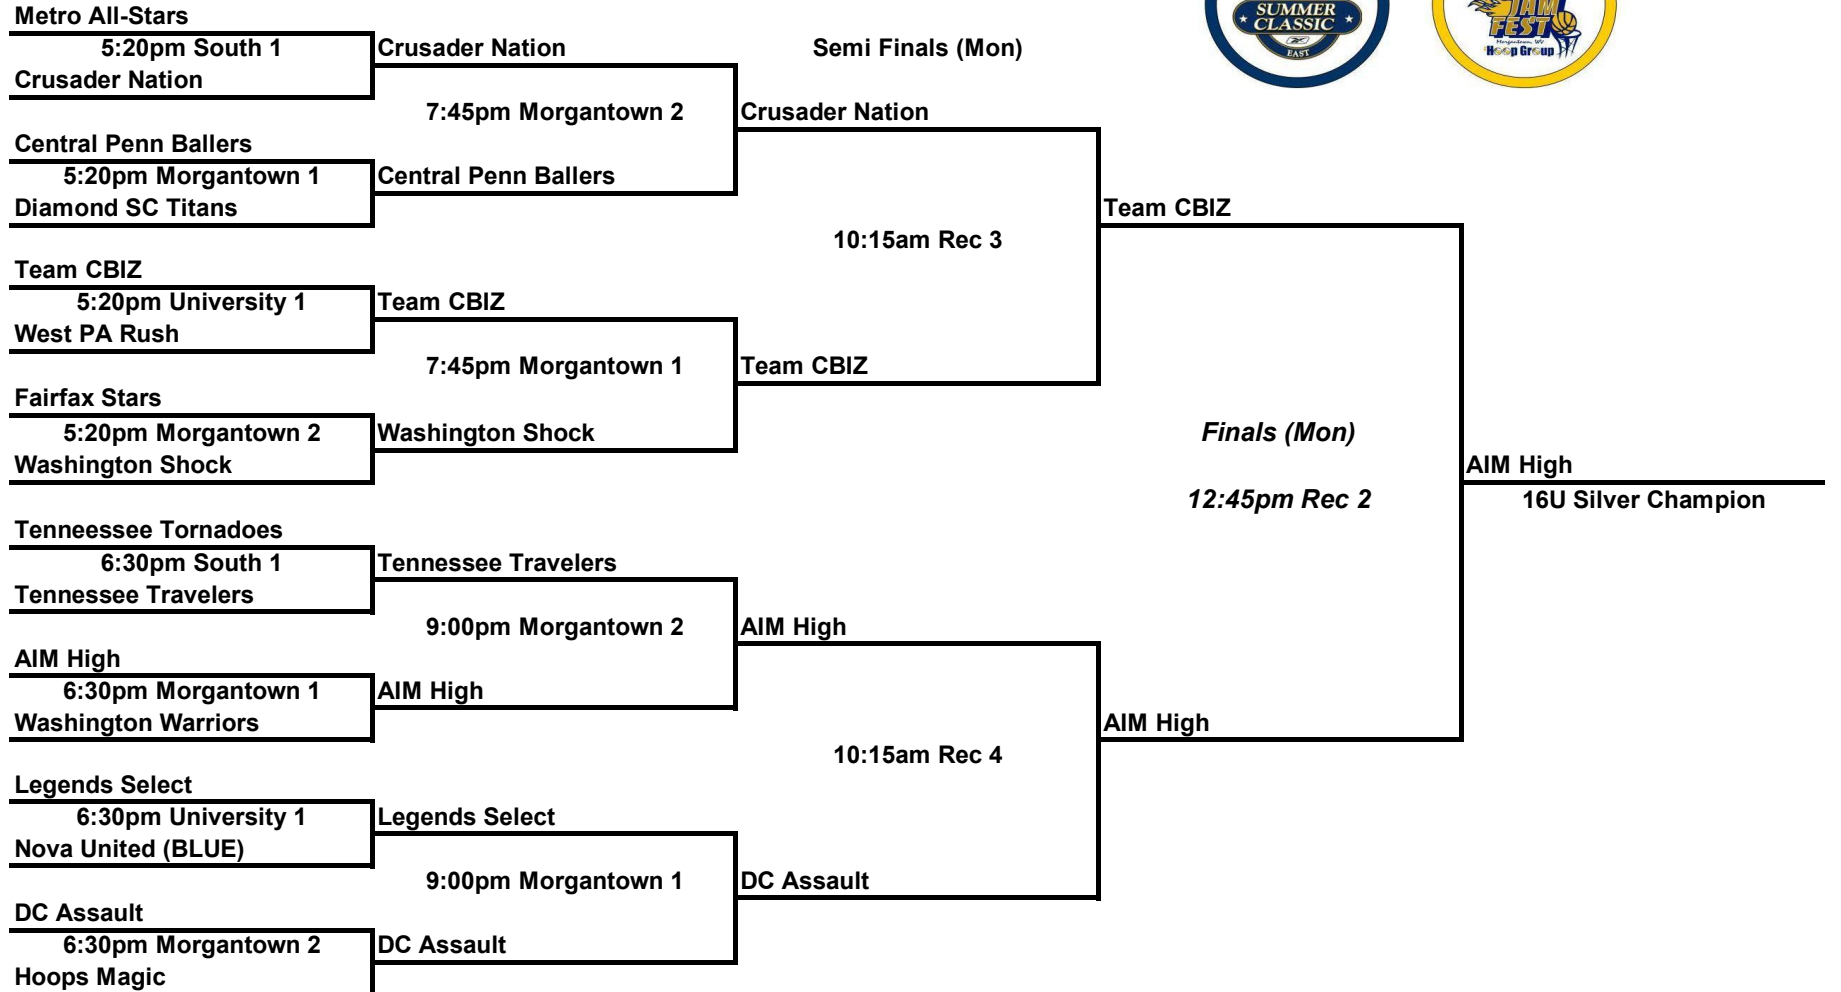 Metro All-Stars
5:20pm South 1
Crusader Nation
Central Penn Ballers
5:20pm Morgantown 1
Diamond SC Titans
Team CBIZ
5:20pm University 1
West PA Rush
Fairfax Stars
5:20pm Morgantown 2
Washington Shock
Tenneessee Tornadoes
6:30pm South 1
Tennessee Travelers
AIM High
6:30pm Morgantown 1
Washington Warriors
Legends Select
6:30pm University 1
Nova United (BLUE)
DC Assault
6:30pm Morgantown 2
Hoops Magic
Crusader Nation
7:45pm Morgantown 2
Central Penn Ballers
Team CBIZ
7:45pm Morgantown 1
Washington Shock
Tennessee Travelers
9:00pm Morgantown 2
AIM High
Legends Select
9:00pm Morgantown 1
DC Assault
Semi Finals (Mon)
Crusader Nation
10:15am Rec 3
Team CBIZ
AIM High
10:15am Rec 4
DC Assault
Team CBIZ
Finals (Mon)
12:45pm Rec 2
AIM High
AIM High
16U Silver Champion
SUMMER
CLASSIC
EAST
JAM
FEST
Morgantown, WV
Hoop Group